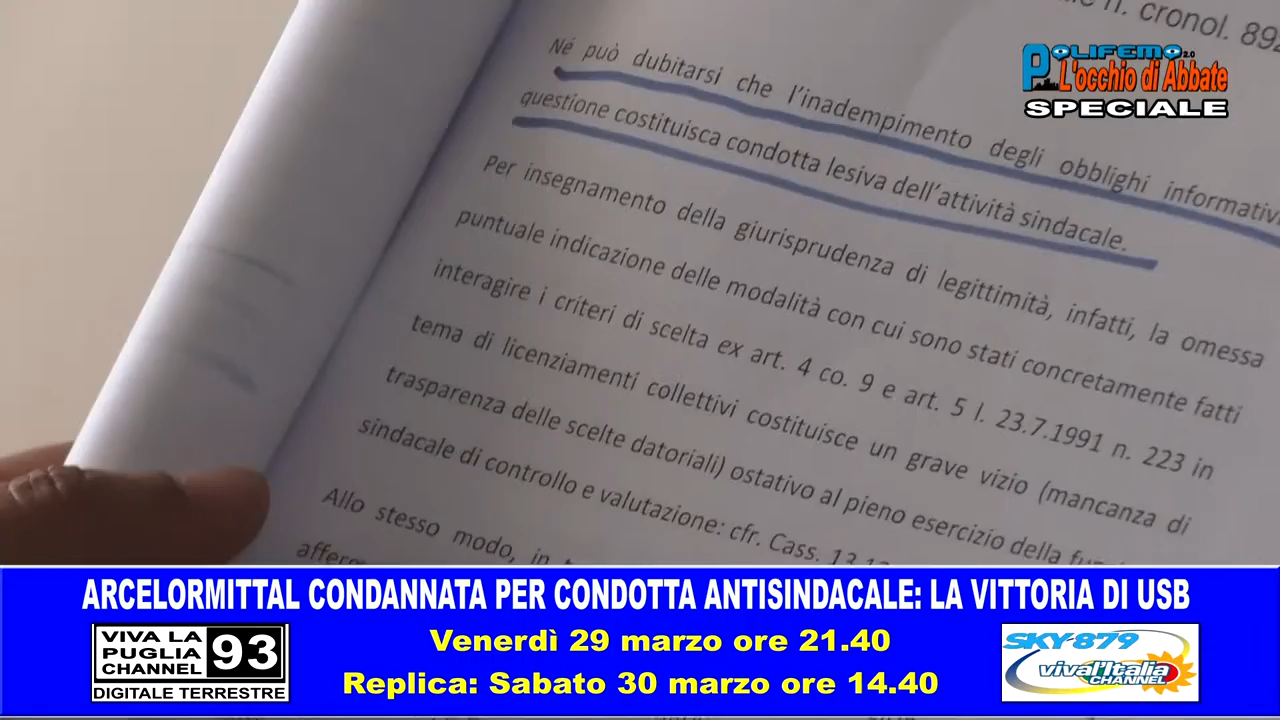 n. cronol. 892
POLIFEMO 2.0
L'occhio di Abbate
SPECIALE
Né può dubitarsi che l'inadempimento degli obblighi informativi
questione costituisca condotta lesiva dell'attività sindacale.
Per insegnamento della giurisprudenza di legittimità, infatti, la omessa
puntuale indicazione delle modalità con cui sono stati concretamente fatti
interagire i criteri di scelta ex art. 4 co. 9 e art. 5 l. 23.7.1991 n. 223 in
tema di licenziamenti collettivi costituisce un grave vizio (mancanza di
trasparenza delle scelte datoriali) ostativo al pieno esercizio della
sindacale di controllo e valutazione: cfr. Cass.
Allo stesso modo, in
ARCELORMITTAL CONDANNATA PER CONDOTTA ANTISINDACALE: LA VITTORIA DI USB
VIVA LA PUGLIA CHANNEL 93
DIGITALE TERRESTRE
Venerdì 29 marzo ore 21.40
Replica: Sabato 30 marzo ore 14.40
SKY 879
vival'Italia
CHANNEL